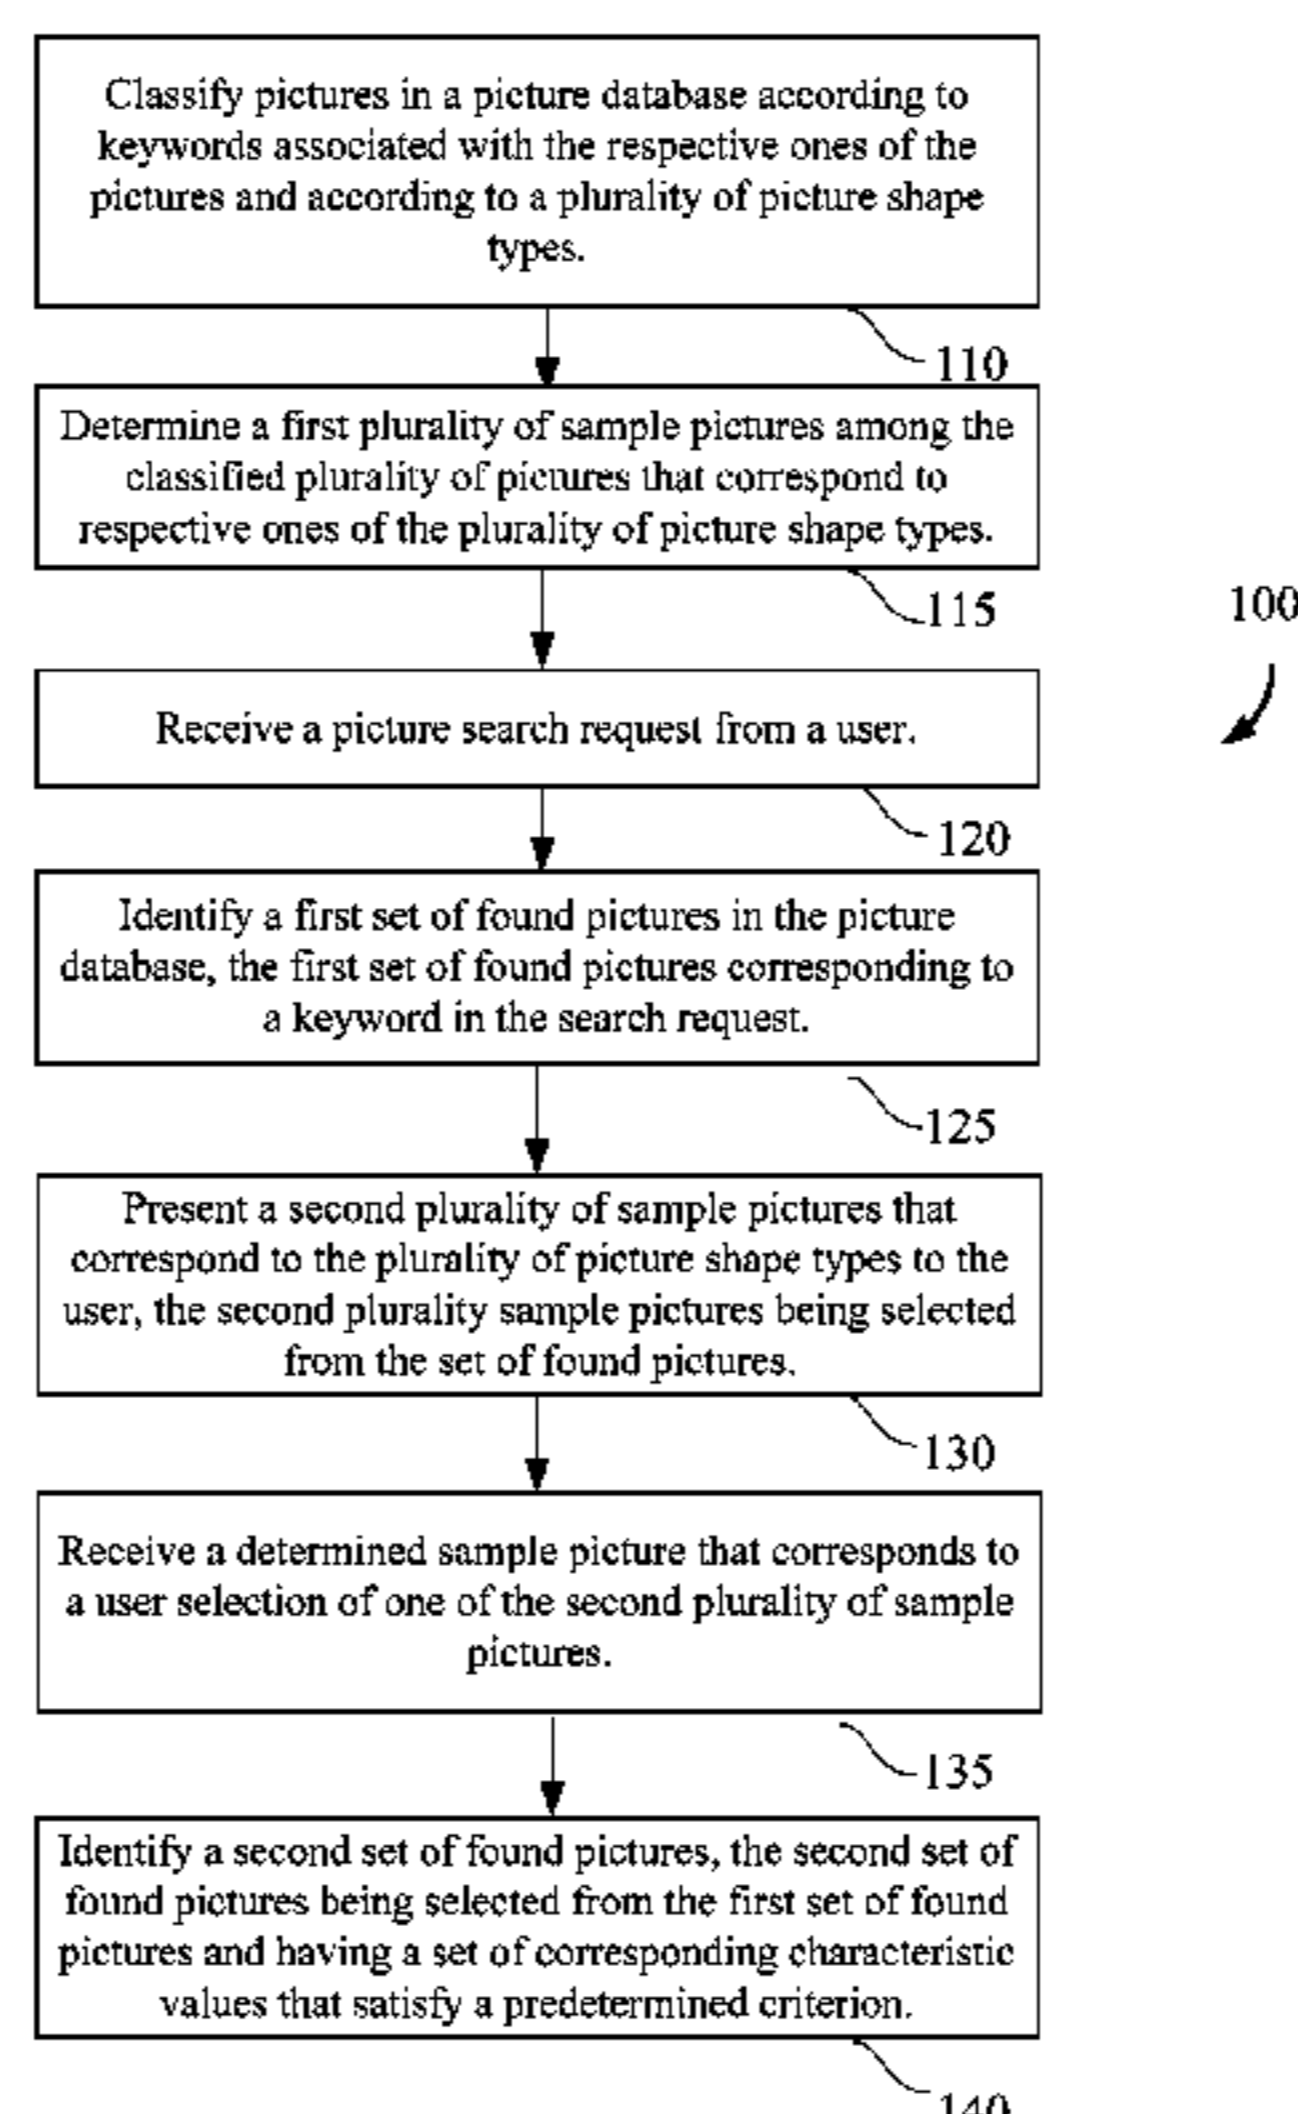 Classify pictures in a picture database according to
keywords associated with the respective ones of the
pictures and according to a plurality of picture shape
types.
110
Determine a first plurality of sample pictures among the
classified plurality of pictures that correspond to
respective ones of the plurality of picture shape types.
115
100
Receive a picture search request from a user.
120
Identify a first set of found pictures in the picture
database, the first set of found pictures corresponding to
a keyword in the search request.
125
Present a second plurality of sample pictures that
correspond to the plurality of picture shape types to the
user, the second plurality sample pictures being selected
from the set of found pictures.
130
Receive a determined sample picture that corresponds to
a user selection of one of the second plurality of sample
pictures.
135
Identify a second set of found pictures, the second set of
found pictures being selected from the first set of found
pictures and having a set of corresponding characteristic
values that satisfy a predetermined criterion.
140